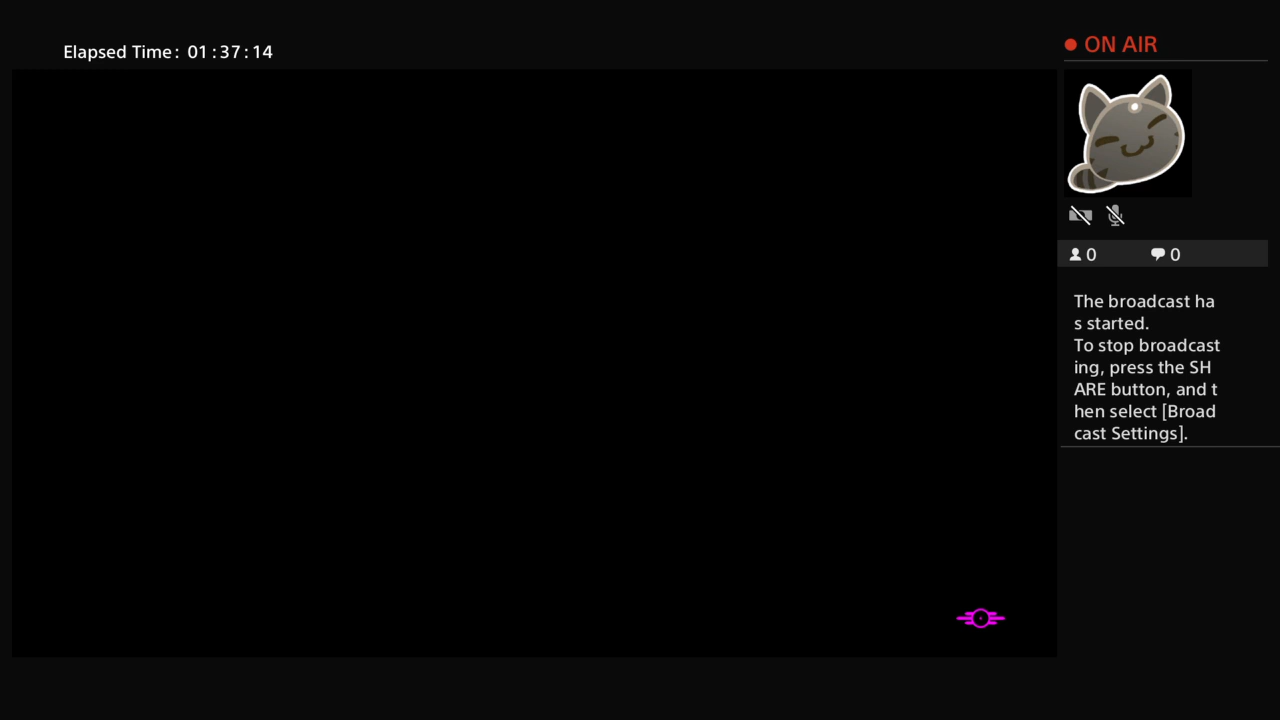 Elapsed Time: 01:37:14
ON AIR
0 0
The broadcast ha
s started.
To stop broadcast
ing, press the SH
ARE button, and t
hen select [Broad
cast Settings].